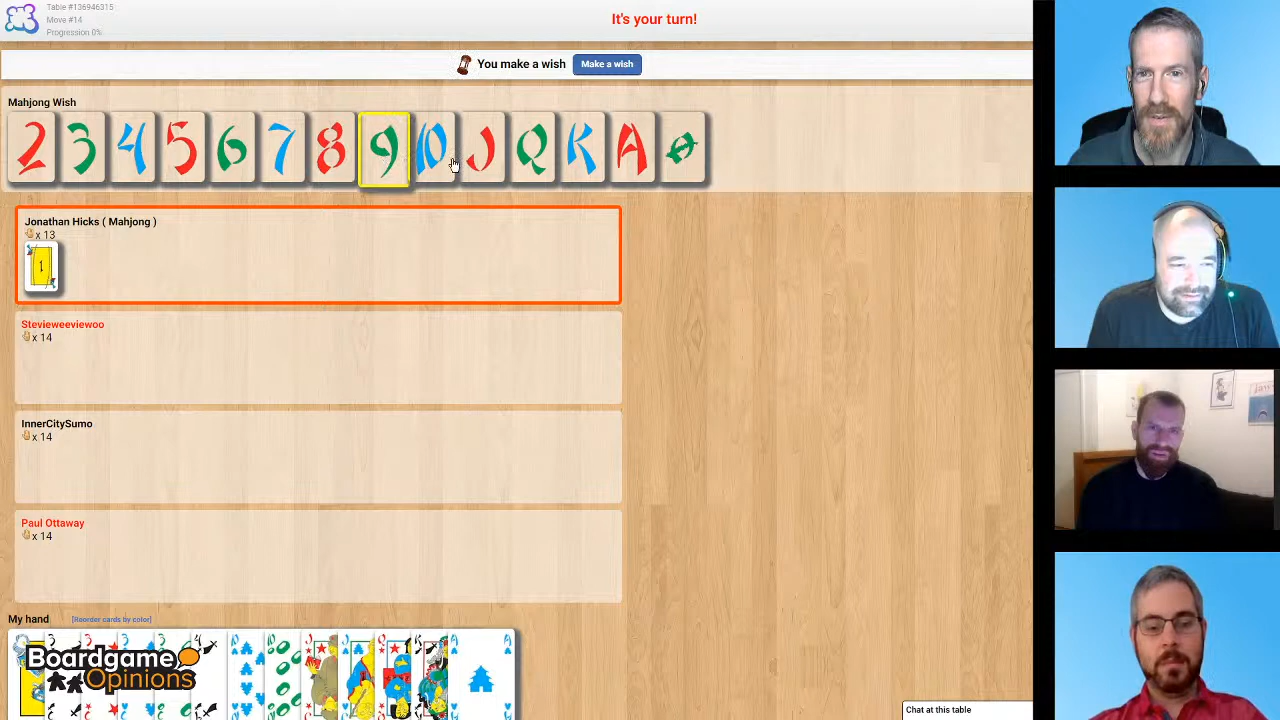 Table #136946315
Move #14
Progression 0%
It's your turn!
You make a wish Make a wish
Mahjong Wish
2 3 4 5 6 7 8 9 10 J Q K A
Jonathan Hicks ( Mahjong )
x 13
1
Stevieweeviewoo
x 14
InnerCitySumo
x 14
Paul Ottaway
x 14
My hand [Reorder cards by color]
Boardgame
Opinions
Chat at this table